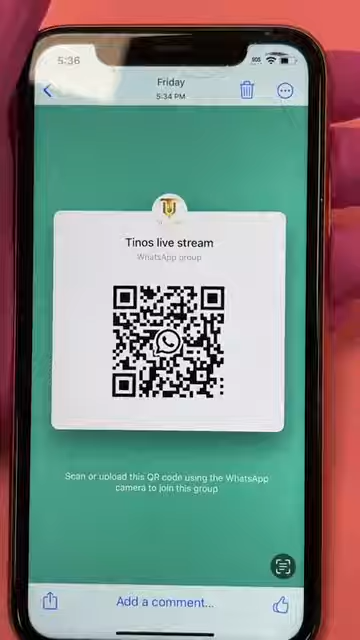 5:36
SOS
Friday
5:34 PM
Tinos live stream
WhatsApp group
Scan or upload this QR code using the WhatsApp
camera to join this group
Add a comment...